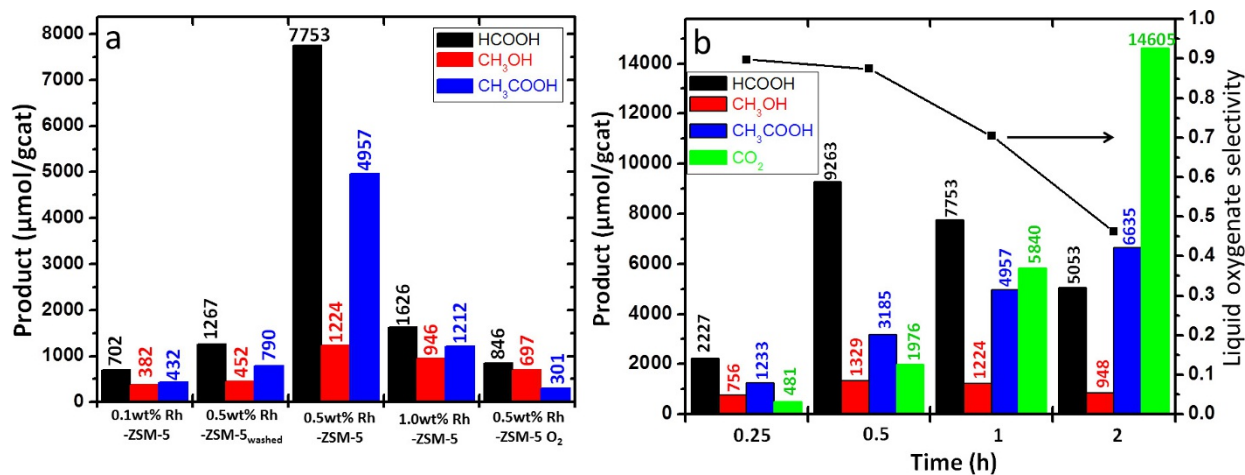 a
Product (μmol/gcat)
8000
7000
6000
5000
4000
3000
2000
1000
0
HCOOH
CH₃OH
CH₃COOH
702
382
432
1267
452
790
7753
1224
4957
1626
946
1212
846
697
301
0.1wt% Rh
-ZSM-5
0.5wt% Rh
-ZSM-5washed
0.5wt% Rh
-ZSM-5
1.0wt% Rh
-ZSM-5
0.5wt% Rh
-ZSM-5 O₂
b
Product (μmol/gcat)
14000
12000
10000
8000
6000
4000
2000
0
HCOOH
CH₃OH
CH₃COOH
CO₂
2227
756
1233
481
9263
1329
3185
1976
7753
1224
4957
5840
5053
948
6635
14605
0.25
0.5
1
2
Time (h)
1.0
0.9
0.8
0.7
0.6
0.5
0.4
0.3
0.2
0.1
0.0
Liquid oxygenate selectivity